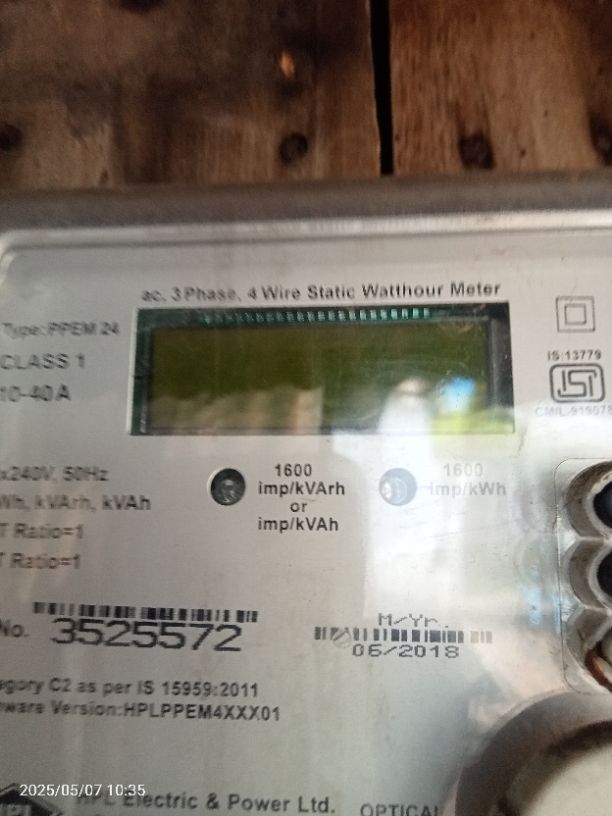 ac, 3 Phase, 4 Wire Static Watthour Meter
Type: PPEM 24
CLASS 1
10-40 A
IS:13779
ISI
x240V, 50Hz
Wh, kVArh, kVAh
T Ratio=1
T Ratio=1
1600
imp/kVArh
or
imp/kVAh
1600
imp/kWh
No. 3525572
M/Yr.
06/2018
egory C2 as per IS 15959:2011
ware Version:HPLPPEM4XXX01
HPL Electric & Power Ltd.
OPTICAL
2025/05/07 10:35